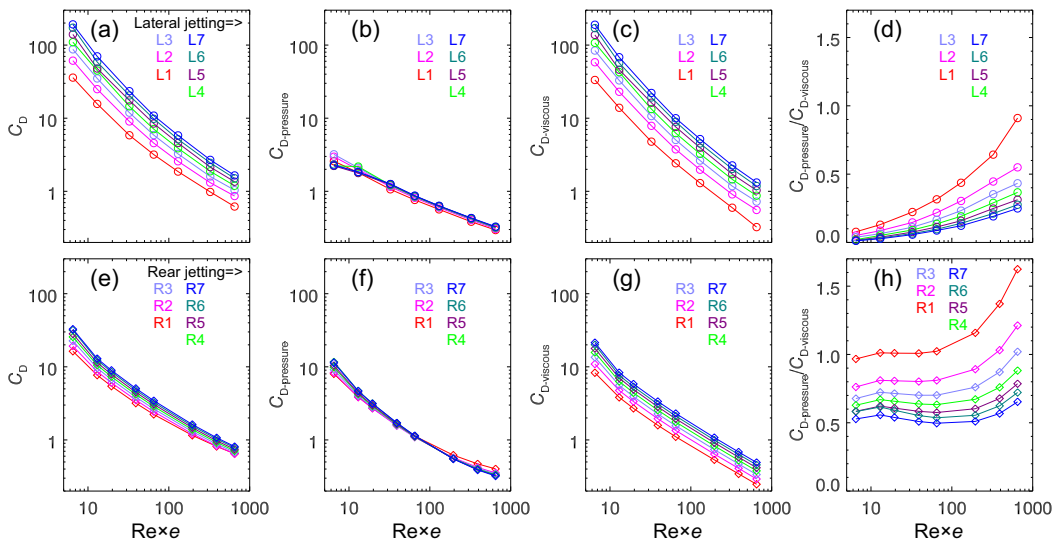 (a) Lateral jetting=>
L3 L7
L2 L6
L1 L5
L4
C_D
100
10
1
(b)
L3 L7
L2 L6
L1 L5
L4
C_D-pressure
100
10
1
(c)
L3 L7
L2 L6
L1 L5
L4
C_D-viscous
100
10
1
(d)
L3 L7
L2 L6
L1 L5
L4
C_D-pressure/C_D-viscous
1.5
1.0
0.5
0.0
(e) Rear jetting=>
R3 R7
R2 R6
R1 R5
R4
C_D
100
10
1
10 100 1000
Re×e
(f)
R3 R7
R2 R6
R1 R5
R4
C_D-pressure
100
10
1
10 100 1000
Re×e
(g)
R3 R7
R2 R6
R1 R5
R4
C_D-viscous
100
10
1
10 100 1000
Re×e
(h)
R3 R7
R2 R6
R1 R5
R4
C_D-pressure/C_D-viscous
1.5
1.0
0.5
0.0
10 100 1000
Re×e